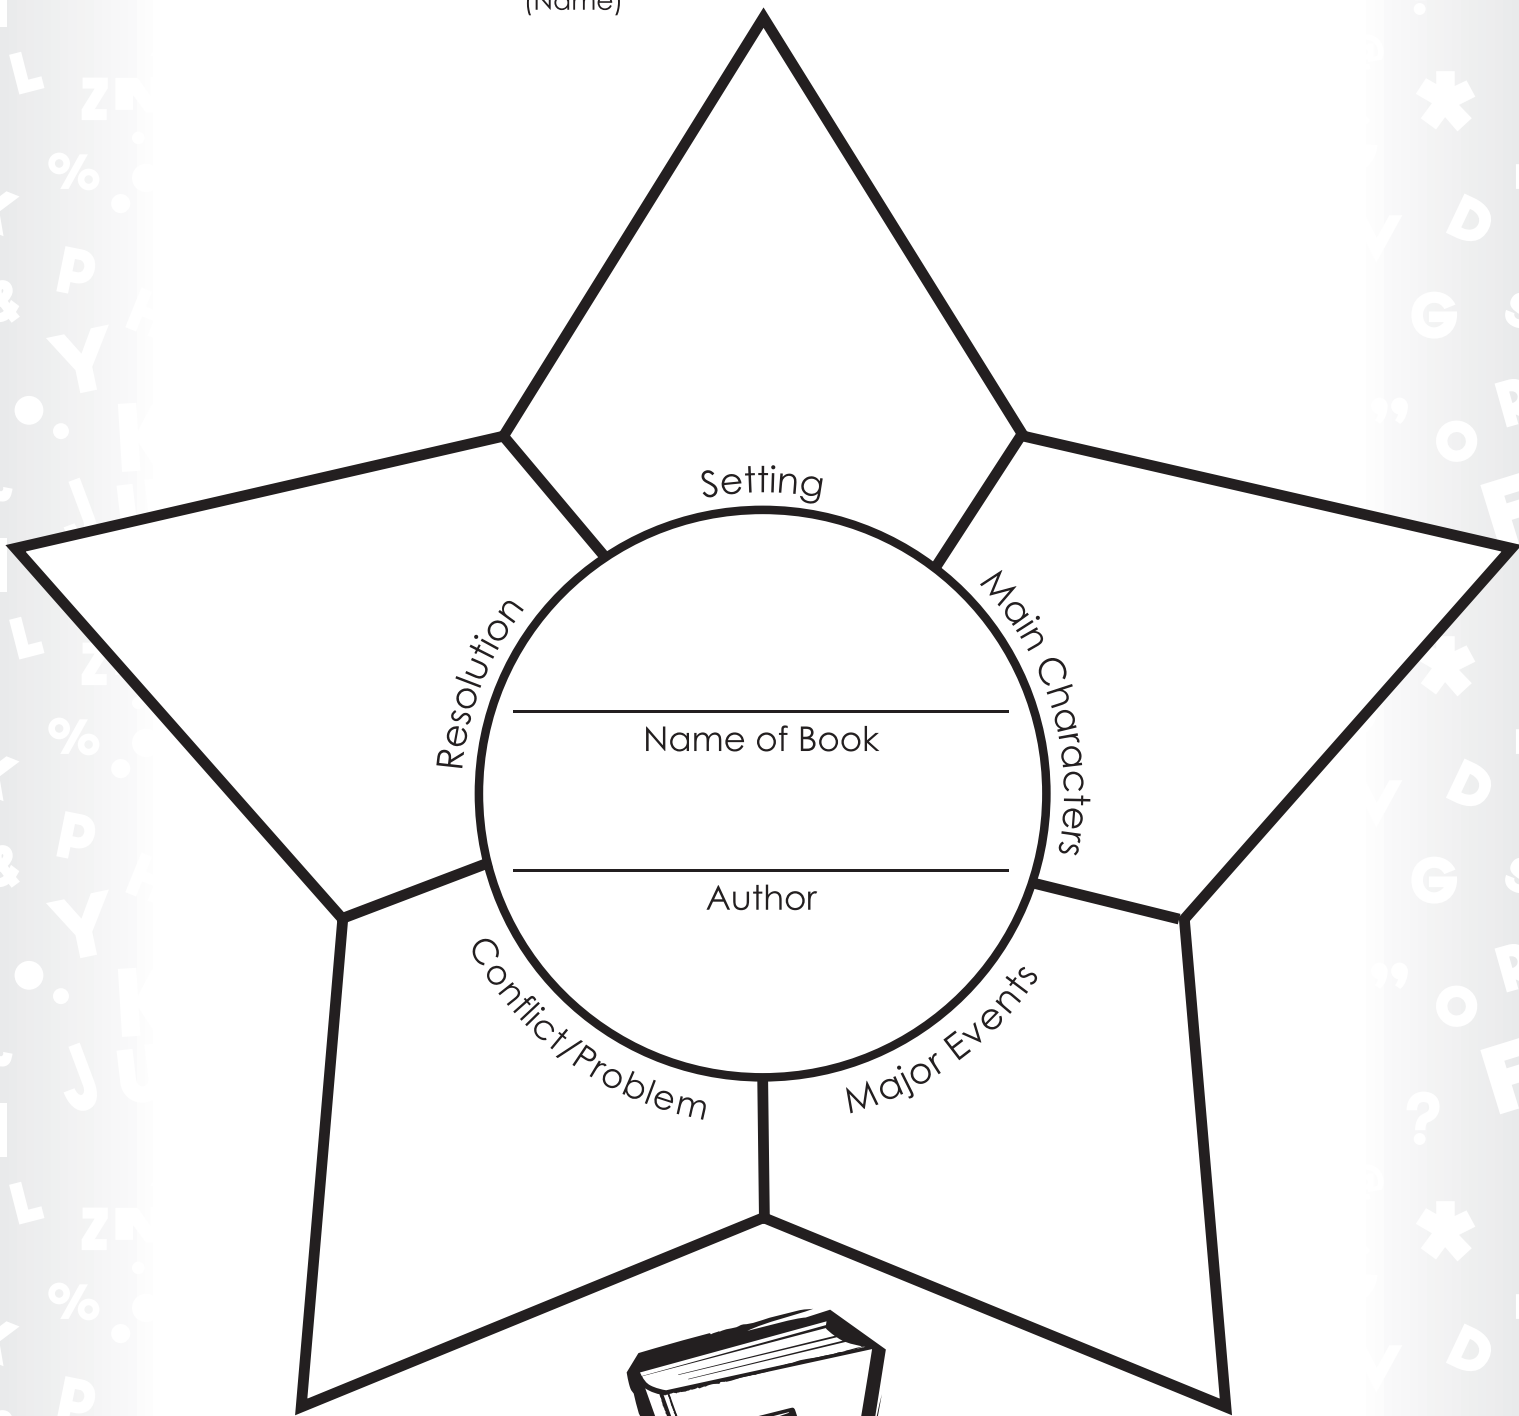 (Name)
Setting
Main Characters
Resolution
Name of Book
Author
Conflict/Problem
Major Events